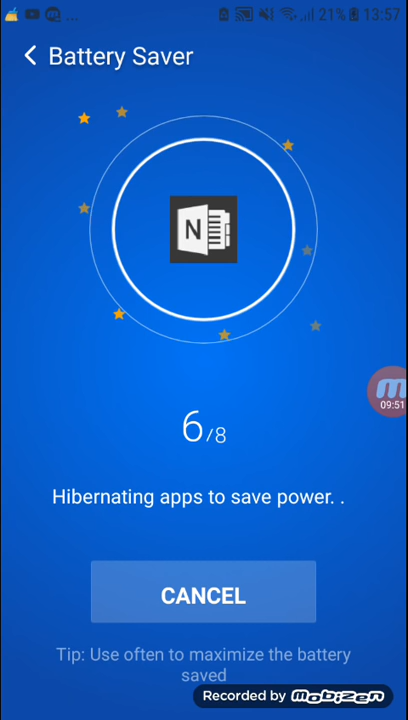 ... 21% 13:57
Battery Saver
N
m
09:51
6/8
Hibernating apps to save power. .
CANCEL
Tip: Use often to maximize the battery
saved
Recorded by mobizen